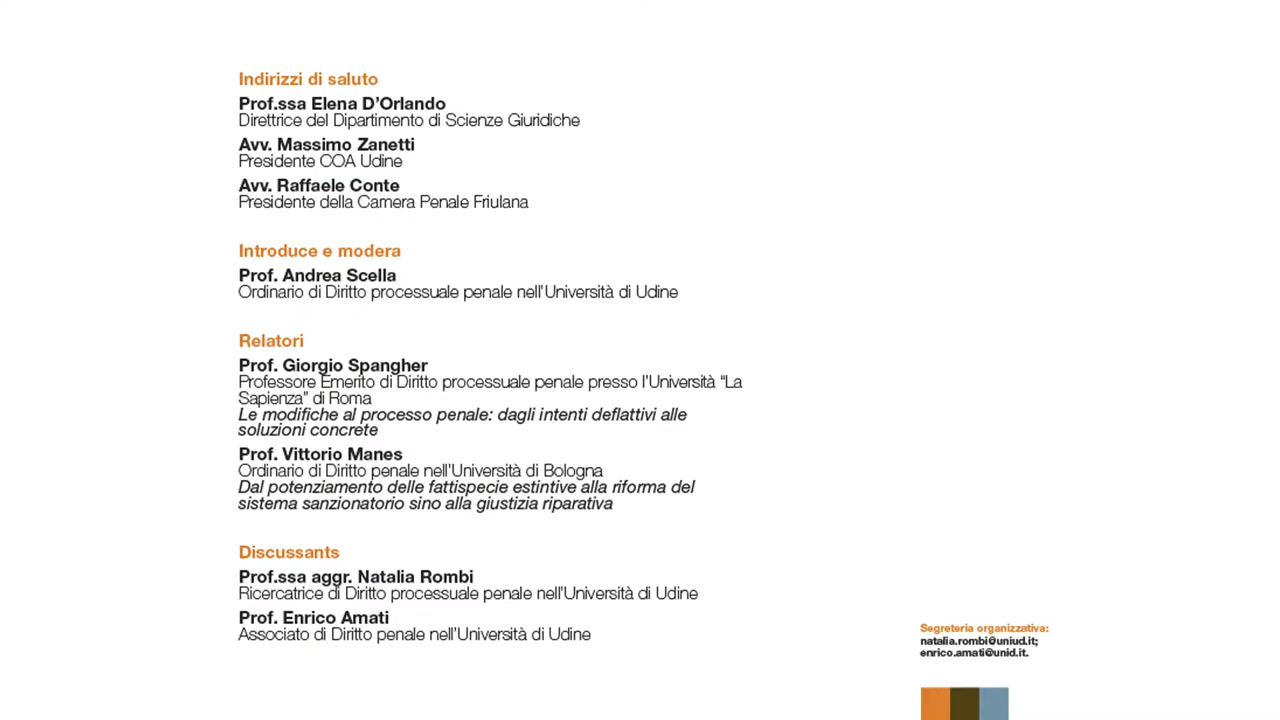 Indirizzi di saluto
Prof.ssa Elena D’Orlando
Direttrice del Dipartimento di Scienze Giuridiche
Avv. Massimo Zanetti
Presidente COA Udine
Avv. Raffaele Conte
Presidente della Camera Penale Friulana
Introduce e modera
Prof. Andrea Scella
Ordinario di Diritto processuale penale nell’Università di Udine
Relatori
Prof. Giorgio Spangher
Professore Emerito di Diritto processuale penale presso l’Università “La
Sapienza” di Roma
Le modifiche al processo penale: dagli intenti deflattivi alle
soluzioni concrete
Prof. Vittorio Manes
Ordinario di Diritto penale nell’Università di Bologna
Dal potenziamento delle fattispecie estintive alla riforma del
sistema sanzionatorio sino alla giustizia riparativa
Discussants
Prof.ssa aggr. Natalia Rombi
Ricercatrice di Diritto processuale penale nell’Università di Udine
Prof. Enrico Amati
Associato di Diritto penale nell’Università di Udine
Segreteria organizzativa:
natalia.rombi@uniud.it;
enrico.amati@unid.it.